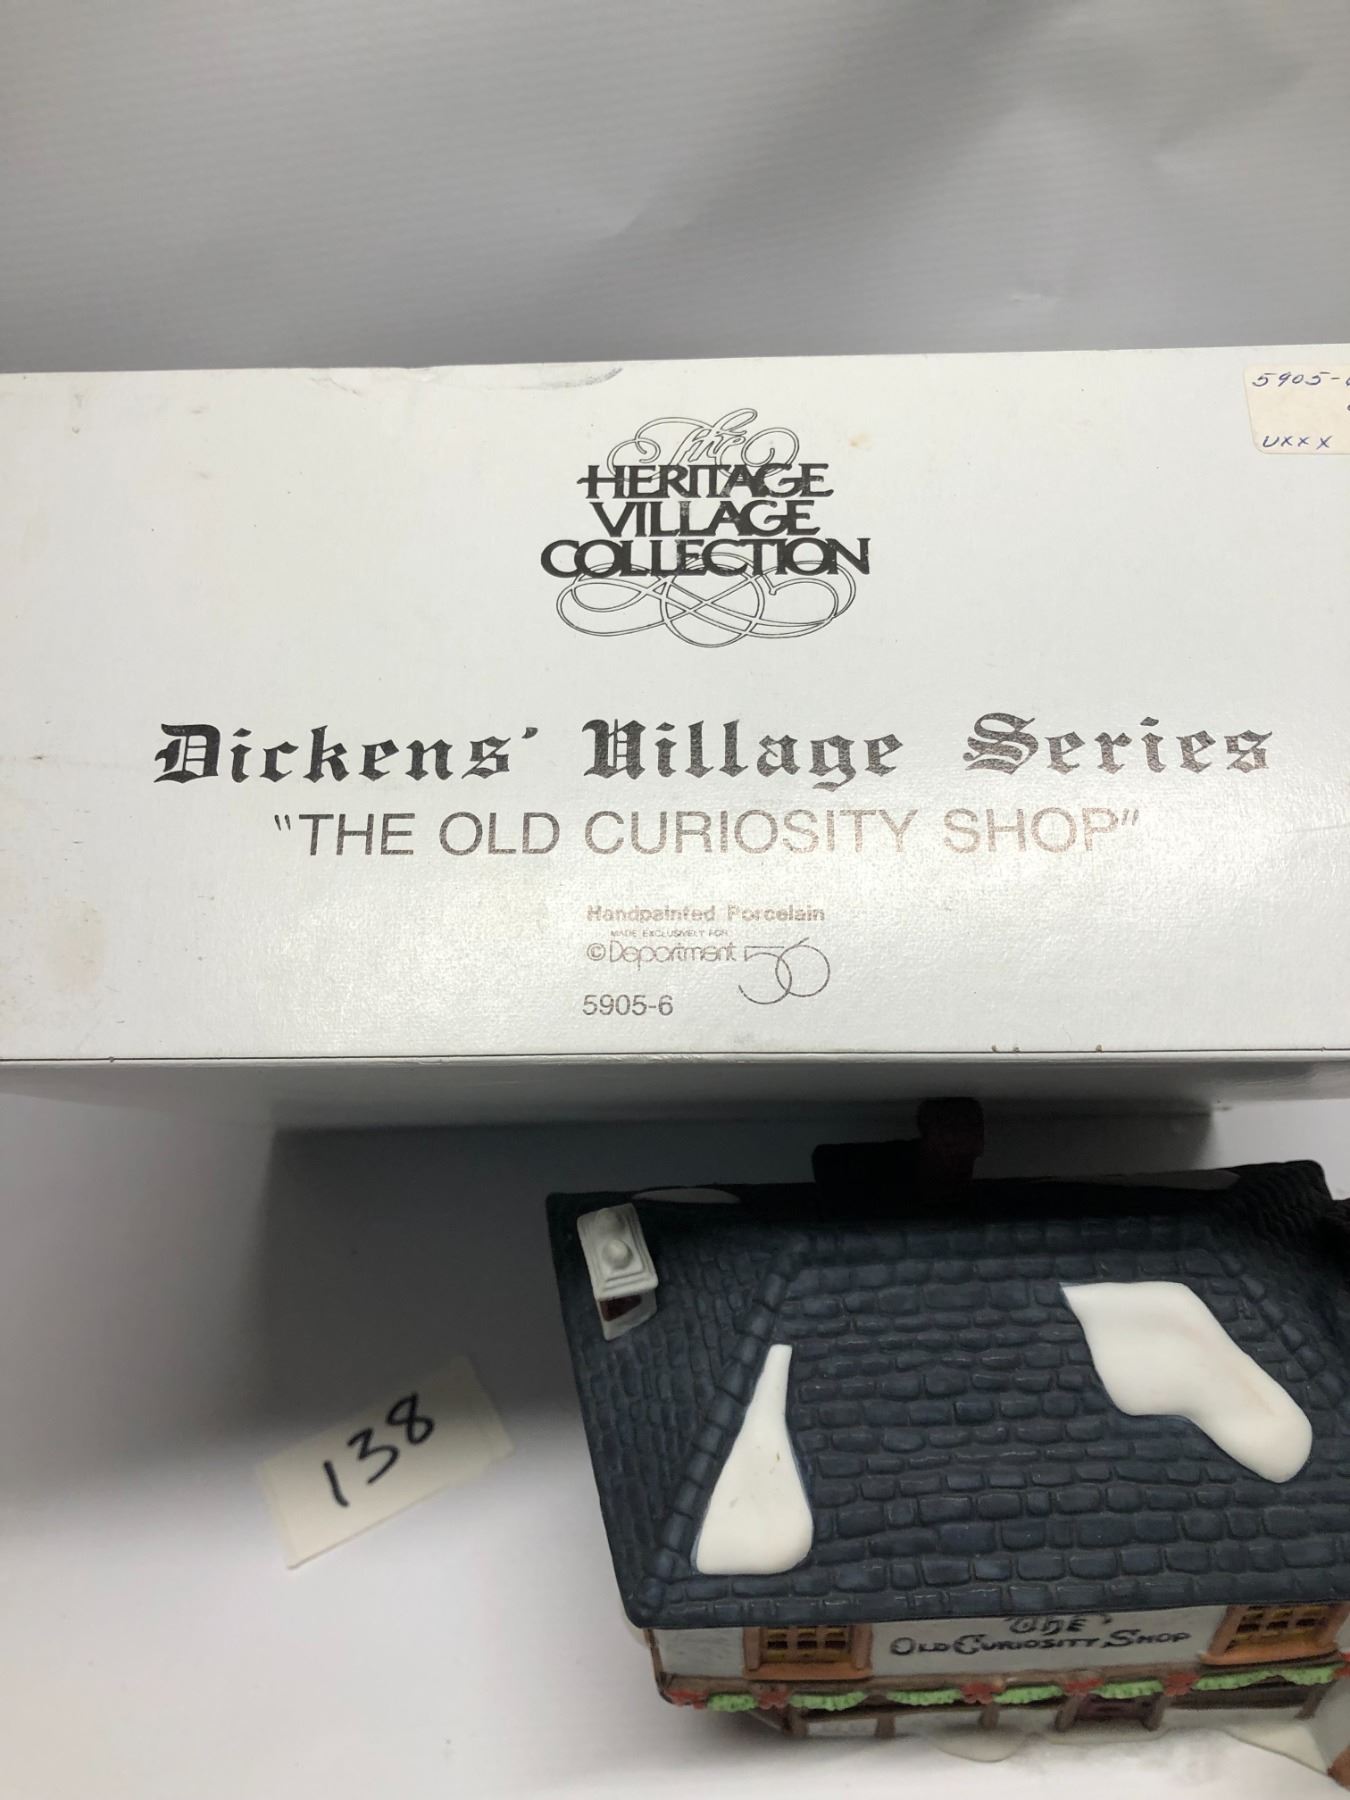 The
HERITAGE
VILLAGE
COLLECTION
5905-
UXXX
Dickens' Village Series
"THE OLD CURIOSITY SHOP"
Handpainted Porcelain
MADE EXCLUSIVELY FOR
©Department 56
5905-6
138
The
OLD CURIOSITY SHOP